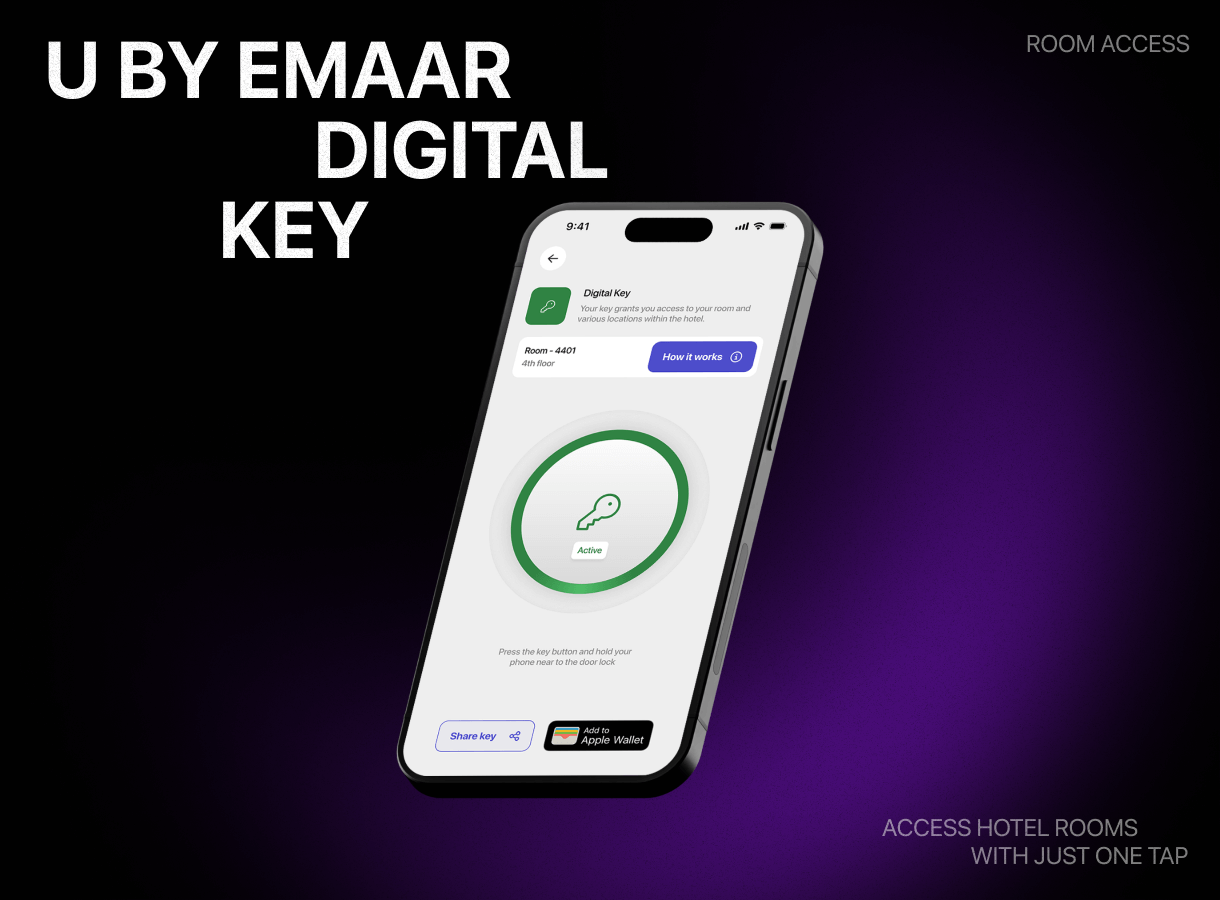 U BY EMAAR
DIGITAL
KEY
ROOM ACCESS
9:41
Digital Key
Your key grants you access to your room and
various locations within the hotel.
Room - 4401
4th floor
How it works
Active
Press the key button and hold your
phone near to the door lock
Share key
Add to
Apple Wallet
ACCESS HOTEL ROOMS
WITH JUST ONE TAP